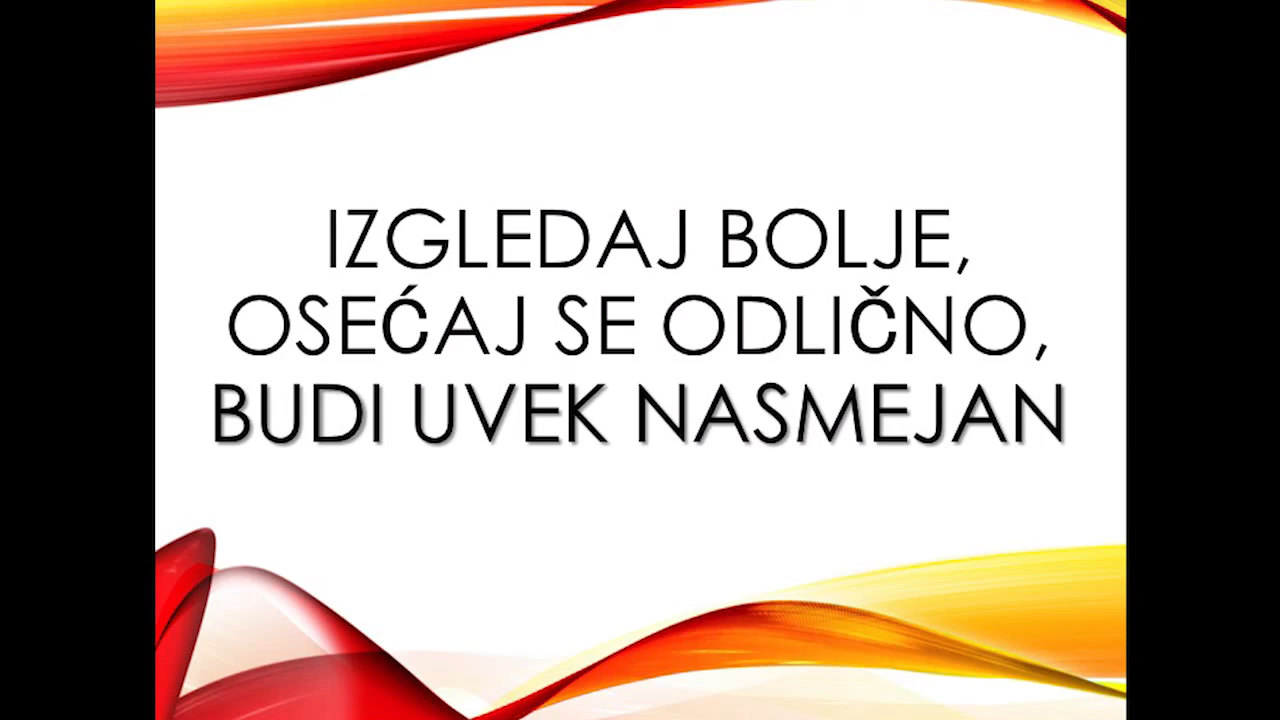 IZGLEDAJ BOLJE,
OSEĆAJ SE ODLIČNO,
BUDI UVEK NASMEJAN